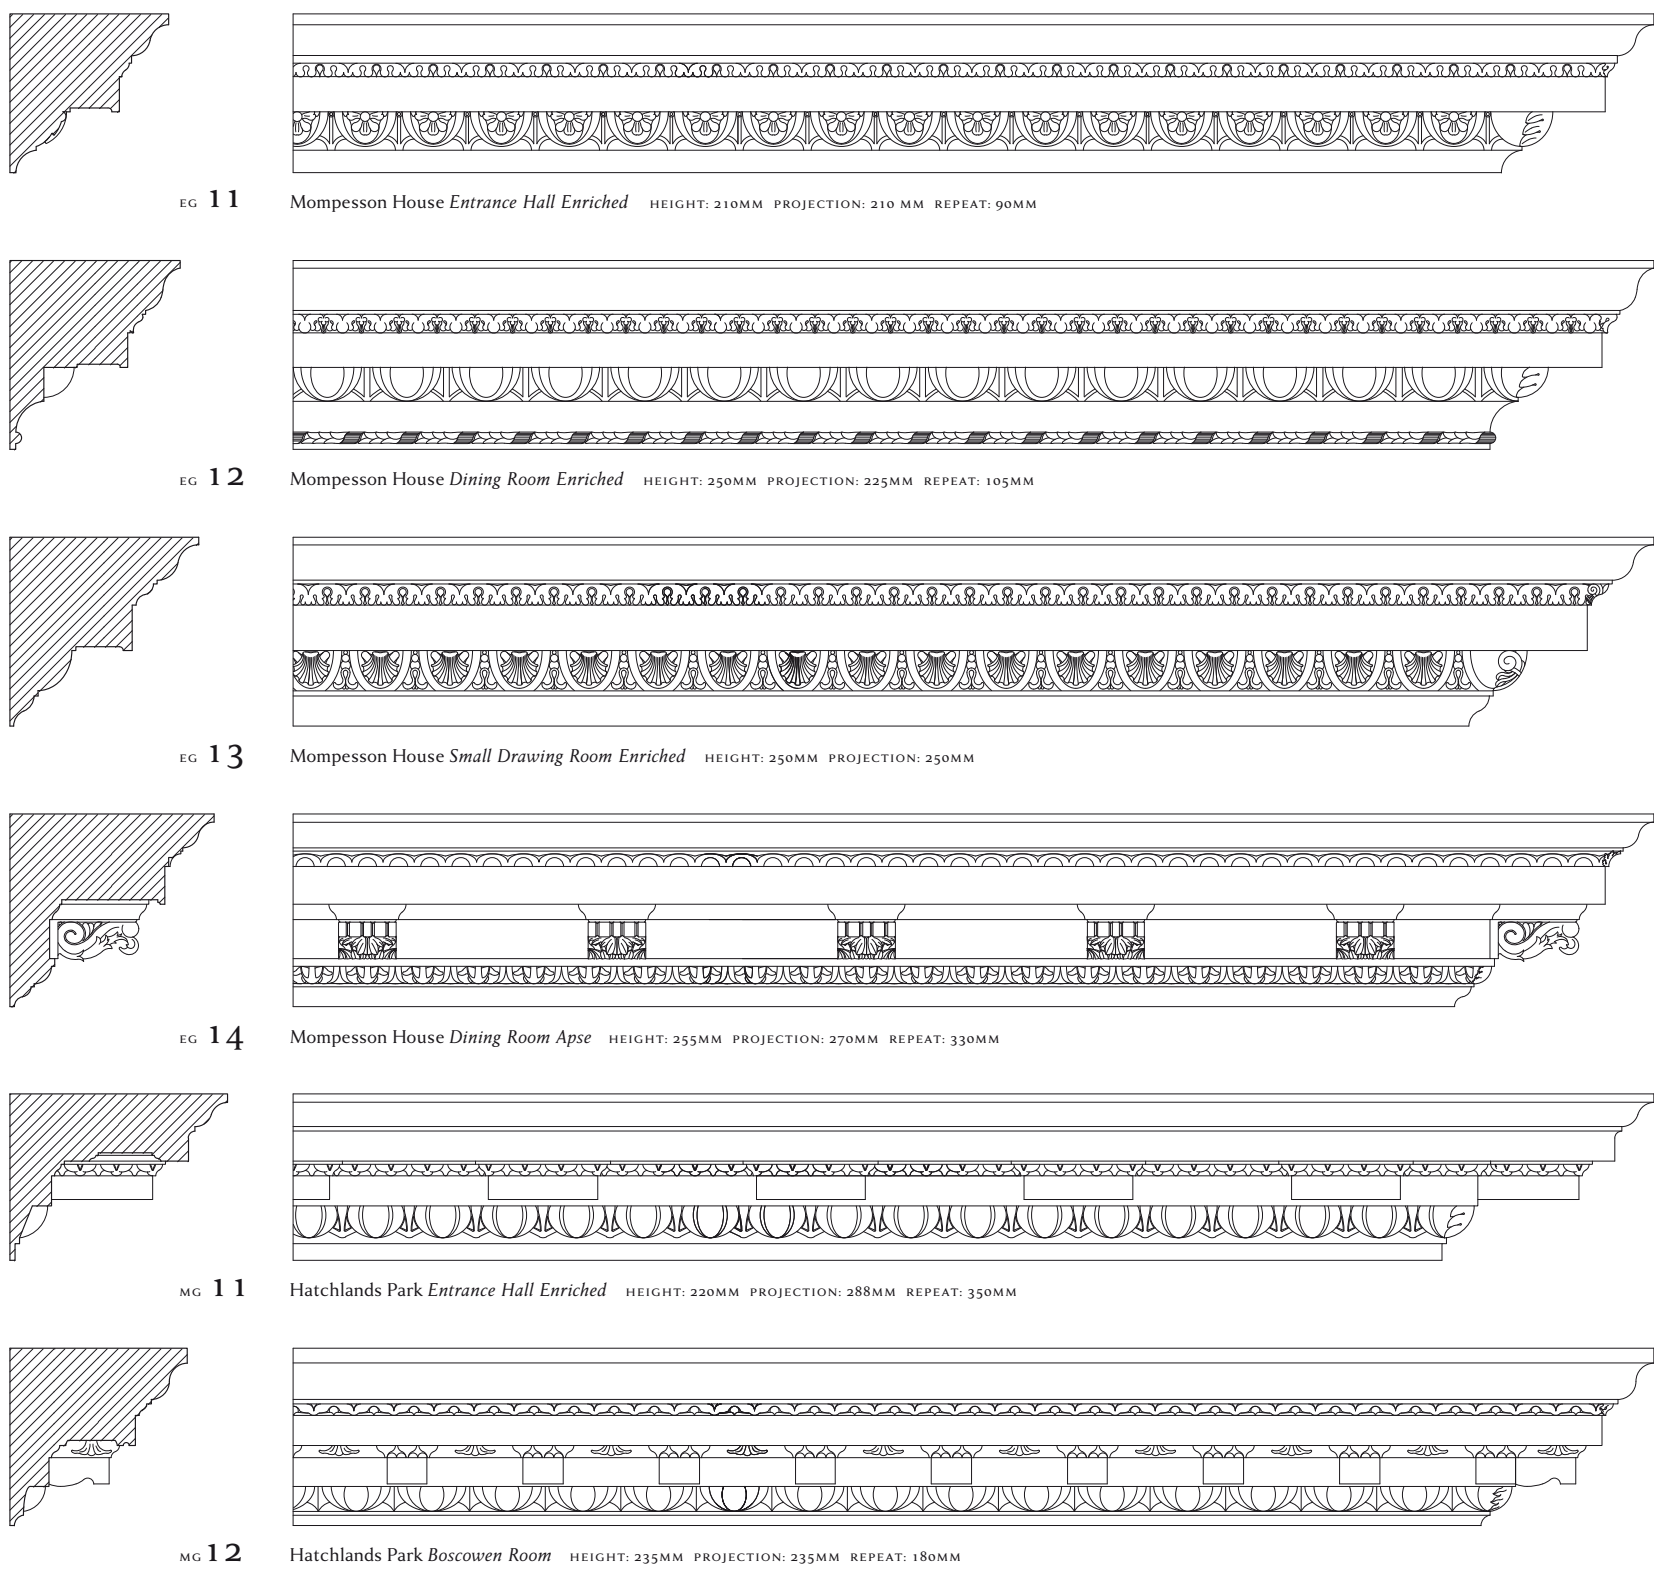 EG 11 Mompesson House Entrance Hall Enriched HEIGHT: 210MM PROJECTION: 210 MM REPEAT: 90MM
EG 12 Mompesson House Dining Room Enriched HEIGHT: 250MM PROJECTION: 225MM REPEAT: 105MM
EG 13 Mompesson House Small Drawing Room Enriched HEIGHT: 250MM PROJECTION: 250MM
EG 14 Mompesson House Dining Room Apse HEIGHT: 255MM PROJECTION: 270MM REPEAT: 330MM
MG 11 Hatchlands Park Entrance Hall Enriched HEIGHT: 220MM PROJECTION: 288MM REPEAT: 350MM
MG 12 Hatchlands Park Boscowen Room HEIGHT: 235MM PROJECTION: 235MM REPEAT: 180MM